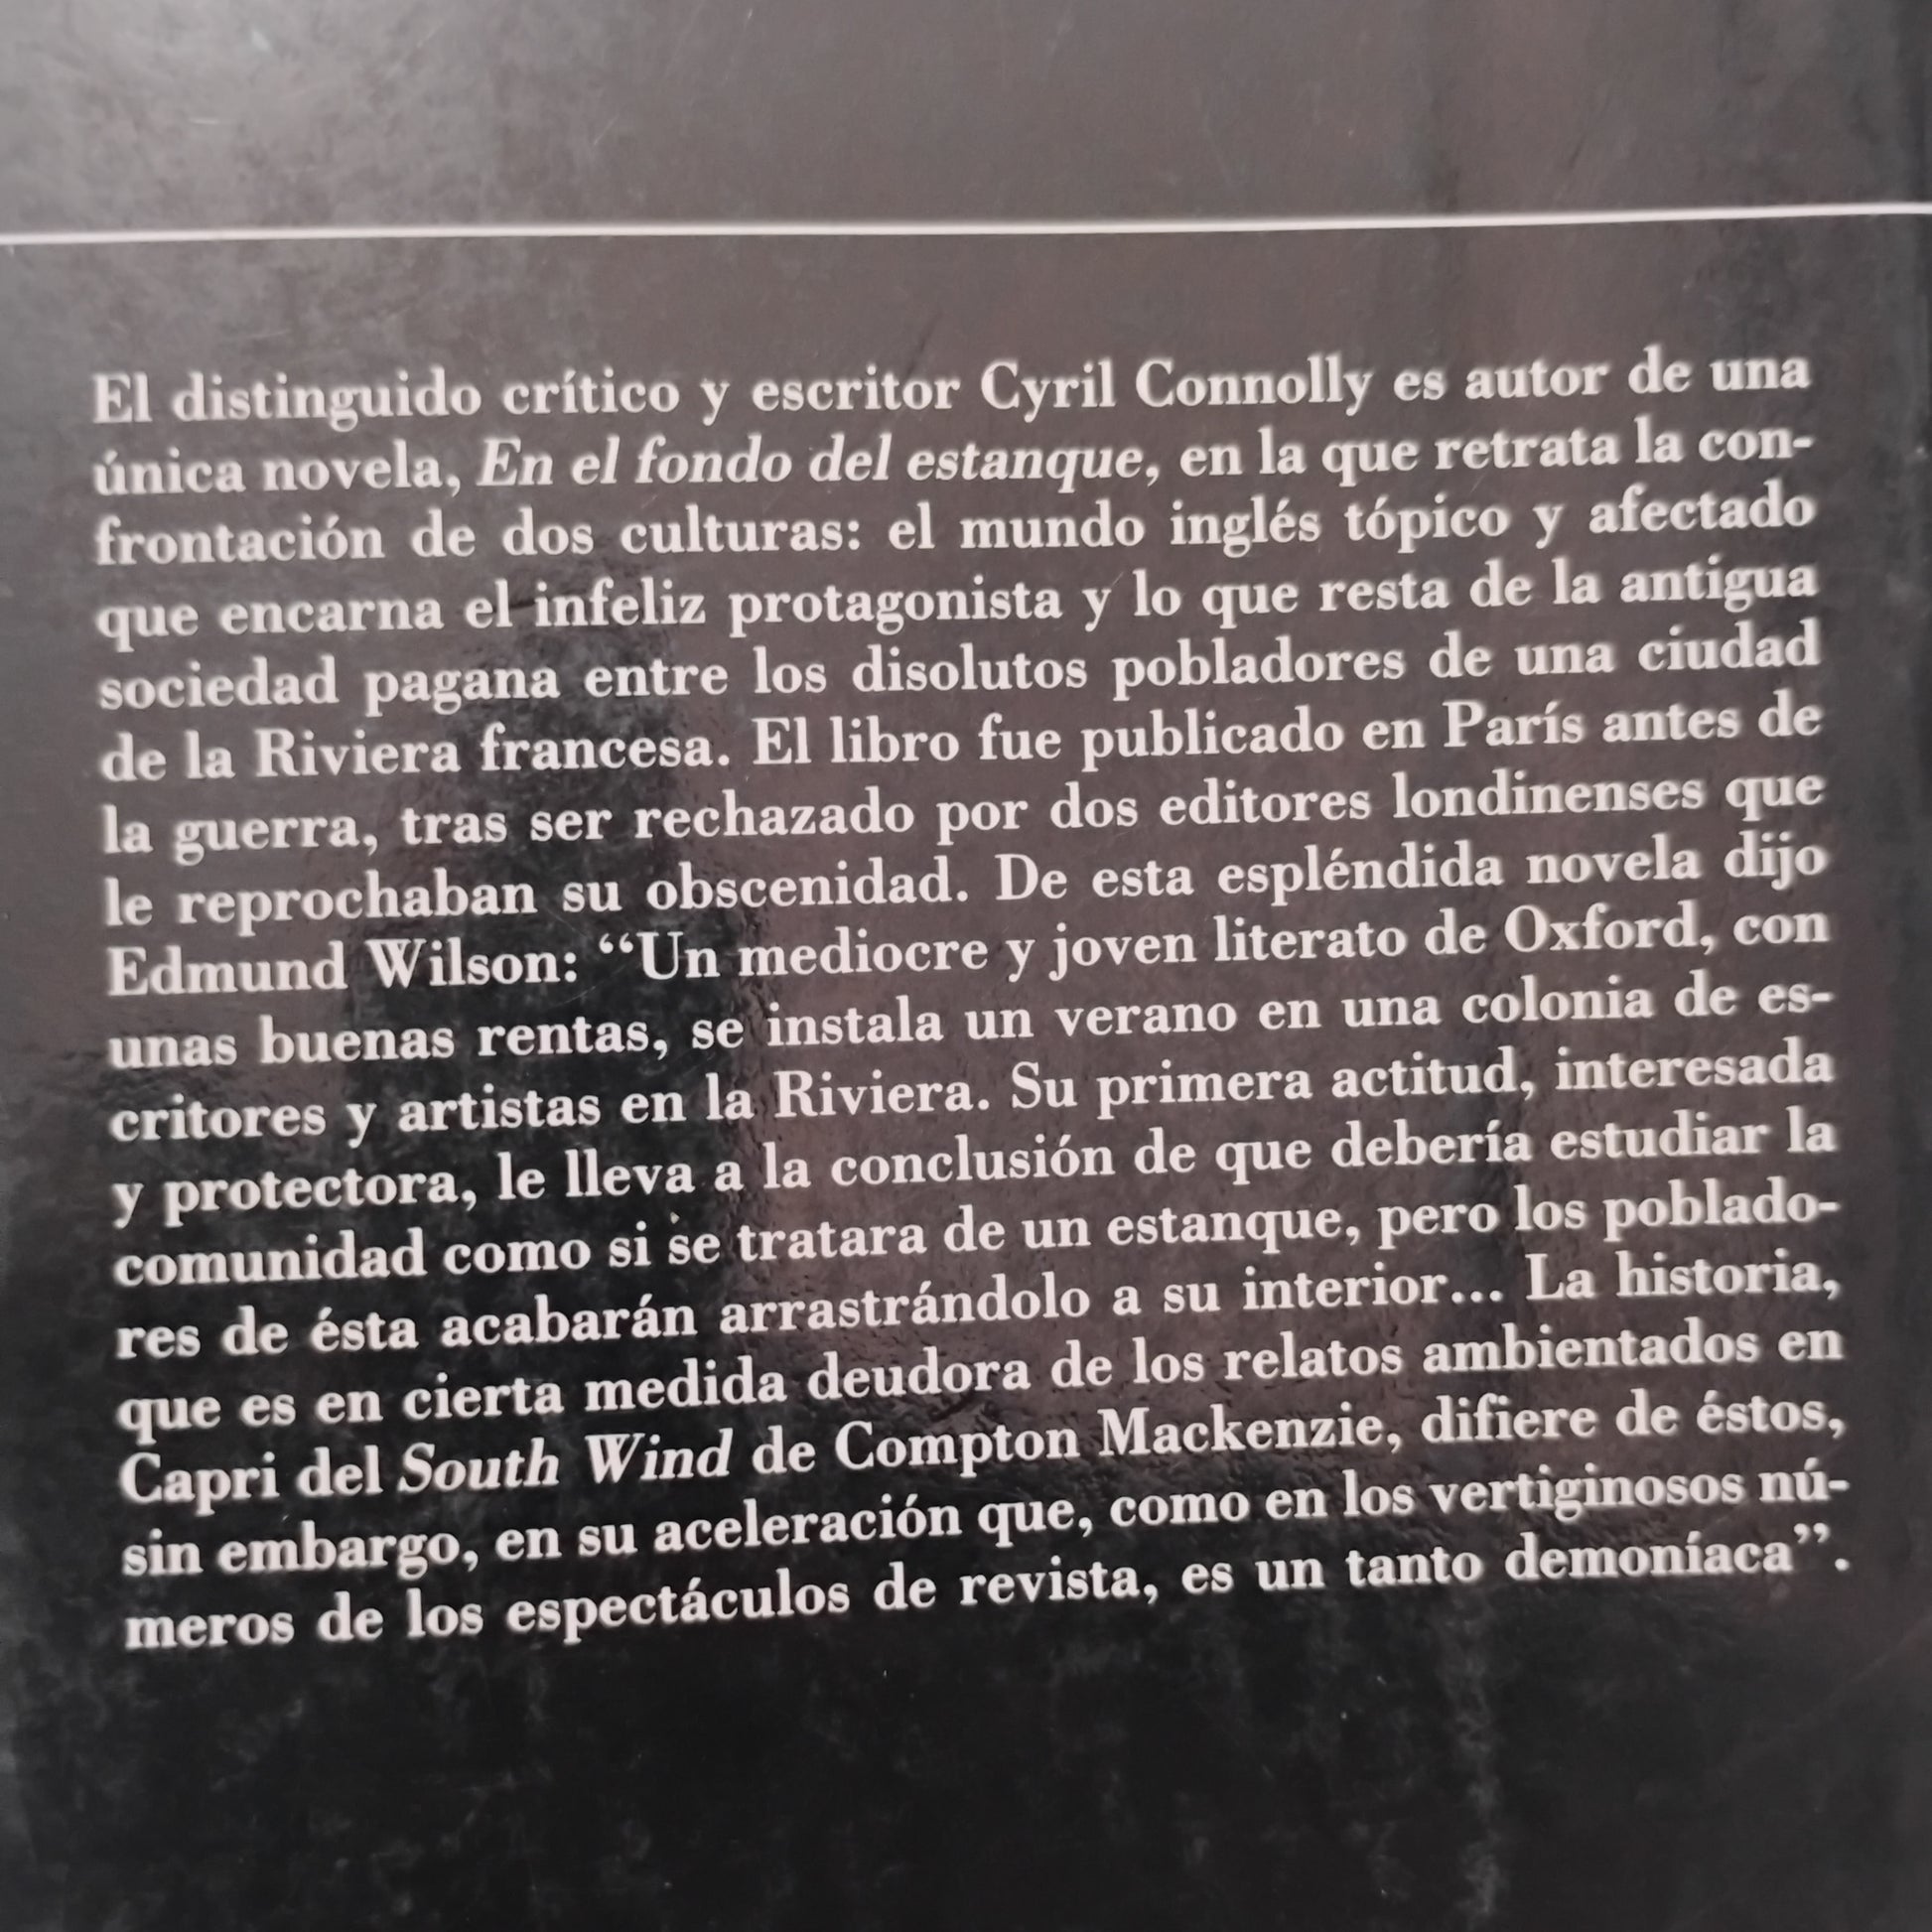 El distinguido crítico y escritor Cyril Connolly es autor de una
única novela, En el fondo del estanque, en la que retrata la con-
frontación de dos culturas: el mundo inglés tópico y afectado
que encarna el infeliz protagonista y lo que resta de la antigua
sociedad pagana entre los disolutos pobladores de una ciudad
de la Riviera francesa. El libro fue publicado en París antes de
la guerra, tras ser rechazado por dos editores londinenses que
le reprochaban su obscenidad. De esta espléndida novela dijo
Edmund Wilson: “Un mediocre y joven literato de Oxford, con
unas buenas rentas, se instala un verano en una colonia de es-
critores y artistas en la Riviera. Su primera actitud, interesada
y protectora, le lleva a la conclusión de que debería estudiar la
comunidad como si se tratara de un estanque, pero los poblado-
res de ésta acabarán arrastrándolo a su interior... La historia,
que es en cierta medida deudora de los relatos ambientados en
Capri del South Wind de Compton Mackenzie, difiere de éstos,
sin embargo, en su aceleración que, como en los vertiginosos nú-
meros de los espectáculos de revista, es un tanto demoníaca”.